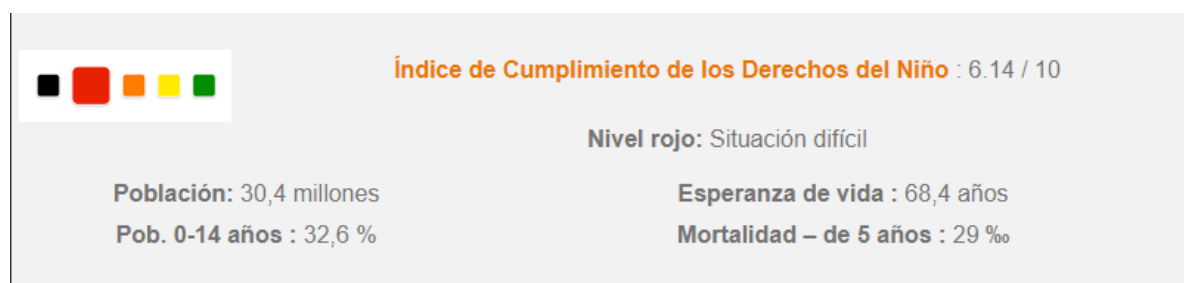 Índice de Cumplimiento de los Derechos del Niño : 6.14 / 10
Nivel rojo: Situación difícil
Población: 30,4 millones
Esperanza de vida : 68,4 años
Pob. 0-14 años : 32,6 %
Mortalidad – de 5 años : 29 ‰